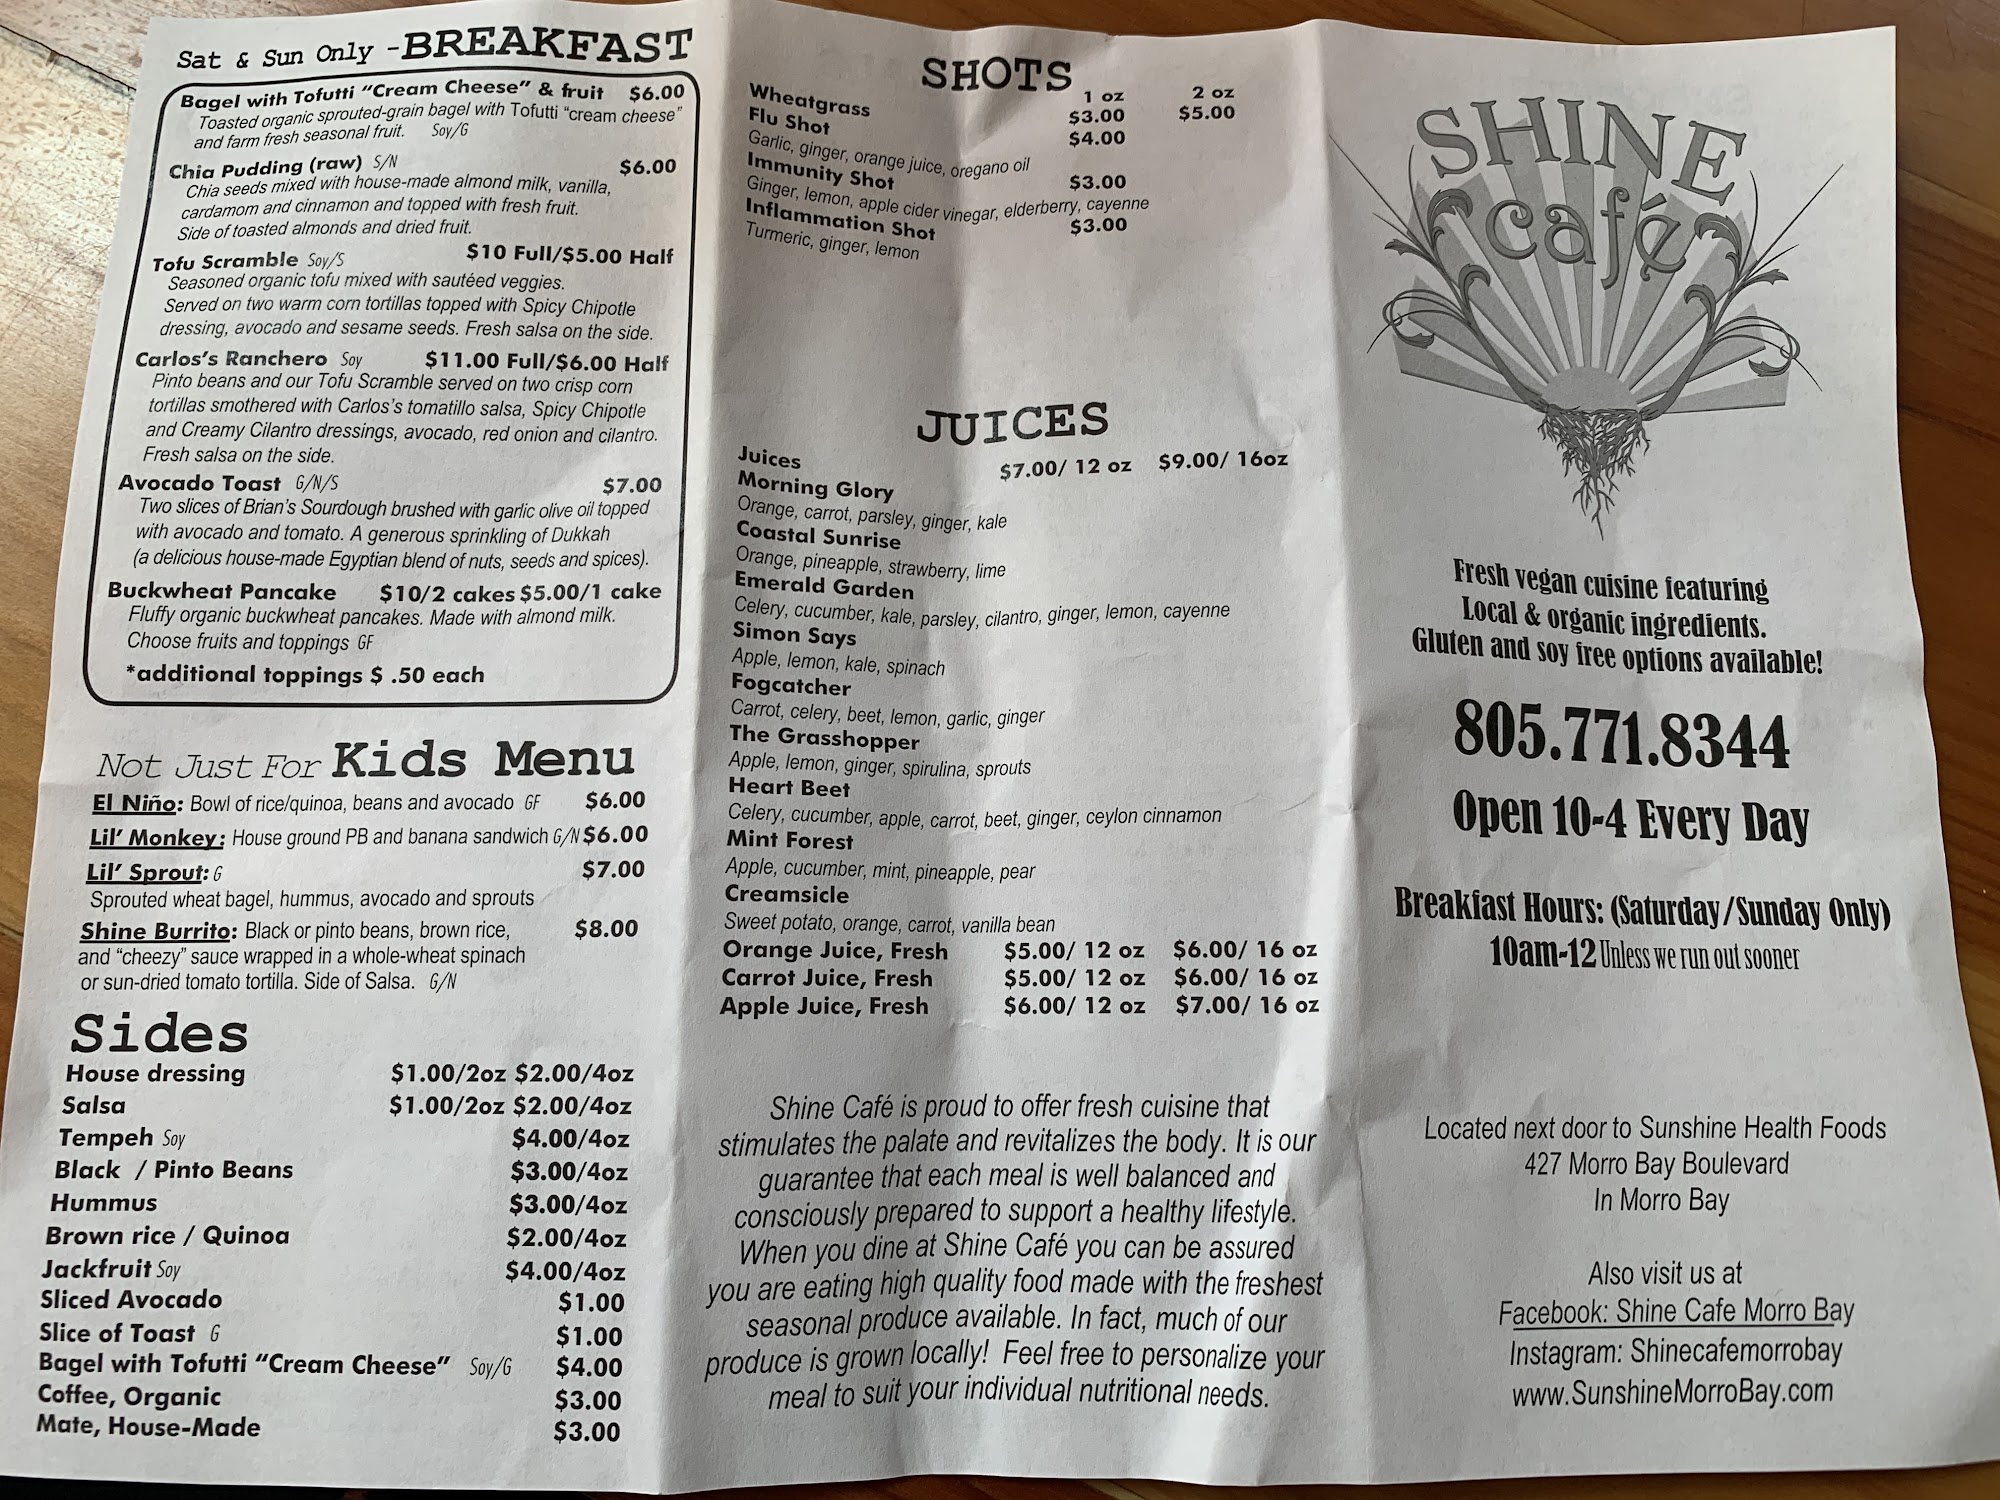 Sat & Sun Only -BREAKFAST
Bagel with Tofutti “Cream Cheese” & fruit $6.00
Toasted organic sprouted-grain bagel with Tofutti “cream cheese”
and farm fresh seasonal fruit. Soy/G
Chia Pudding (raw) S/N $6.00
Chia seeds mixed with house-made almond milk, vanilla,
cardamom and cinnamon and topped with fresh fruit.
Side of toasted almonds and dried fruit.
Tofu Scramble Soy/S $10 Full/$5.00 Half
Seasoned organic tofu mixed with sautéed veggies.
Served on two warm corn tortillas topped with Spicy Chipotle
dressing, avocado and sesame seeds. Fresh salsa on the side.
Carlos’s Ranchero Soy $11.00 Full/$6.00 Half
Pinto beans and our Tofu Scramble served on two crisp corn
tortillas smothered with Carlos’s tomatillo salsa, Spicy Chipotle
and Creamy Cilantro dressings, avocado, red onion and cilantro.
Fresh salsa on the side.
Avocado Toast G/N/S $7.00
Two slices of Brian’s Sourdough brushed with garlic olive oil topped
with avocado and tomato. A generous sprinkling of Dukkah
(a delicious house-made Egyptian blend of nuts, seeds and spices).
Buckwheat Pancake $10/2 cakes $5.00/1 cake
Fluffy organic buckwheat pancakes. Made with almond milk.
Choose fruits and toppings GF
*additional toppings $ .50 each
Not Just For Kids Menu
El Niño: Bowl of rice/quinoa, beans and avocado GF $6.00
Lil’ Monkey: House ground PB and banana sandwich G/N $6.00
Lil’ Sprout: G $7.00
Sprouted wheat bagel, hummus, avocado and sprouts
Shine Burrito: Black or pinto beans, brown rice, $8.00
and “cheezy” sauce wrapped in a whole-wheat spinach
or sun-dried tomato tortilla. Side of Salsa. G/N
Sides
House dressing $1.00/2oz $2.00/4oz
Salsa $1.00/2oz $2.00/4oz
Tempeh Soy $4.00/4oz
Black / Pinto Beans $3.00/4oz
Hummus $3.00/4oz
Brown rice / Quinoa $2.00/4oz
Jackfruit Soy $4.00/4oz
Sliced Avocado $1.00
Slice of Toast G $1.00
Bagel with Tofutti “Cream Cheese” Soy/G $4.00
Coffee, Organic $3.00
Mate, House-Made $3.00
SHOTS
1 oz 2 oz
Wheatgrass $3.00 $5.00
Flu Shot $4.00
Garlic, ginger, orange juice, oregano oil
Immunity Shot $3.00
Ginger, lemon, apple cider vinegar, elderberry, cayenne
Inflammation Shot $3.00
Turmeric, ginger, lemon
JUICES
Juices $7.00/ 12 oz $9.00/ 16oz
Morning Glory
Orange, carrot, parsley, ginger, kale
Coastal Sunrise
Orange, pineapple, strawberry, lime
Emerald Garden
Celery, cucumber, kale, parsley, cilantro, ginger, lemon, cayenne
Simon Says
Apple, lemon, kale, spinach
Fogcatcher
Carrot, celery, beet, lemon, garlic, ginger
The Grasshopper
Apple, lemon, ginger, spirulina, sprouts
Heart Beet
Celery, cucumber, apple, carrot, beet, ginger, ceylon cinnamon
Mint Forest
Apple, cucumber, mint, pineapple, pear
Creamsicle
Sweet potato, orange, carrot, vanilla bean
Orange Juice, Fresh $5.00/ 12 oz $6.00/ 16 oz
Carrot Juice, Fresh $5.00/ 12 oz $6.00/ 16 oz
Apple Juice, Fresh $6.00/ 12 oz $7.00/ 16 oz
Shine Café is proud to offer fresh cuisine that
stimulates the palate and revitalizes the body. It is our
guarantee that each meal is well balanced and
consciously prepared to support a healthy lifestyle.
When you dine at Shine Café you can be assured
you are eating high quality food made with the freshest
seasonal produce available. In fact, much of our
produce is grown locally! Feel free to personalize your
meal to suit your individual nutritional needs.
SHINE
café
Fresh vegan cuisine featuring
Local & organic ingredients.
Gluten and soy free options available!
805.771.8344
Open 10-4 Every Day
Breakfast Hours: (Saturday/Sunday Only)
10am-12 Unless we run out sooner
Located next door to Sunshine Health Foods
427 Morro Bay Boulevard
In Morro Bay
Also visit us at
Facebook: Shine Cafe Morro Bay
Instagram: Shinecafemorrobay
www.SunshineMorroBay.com